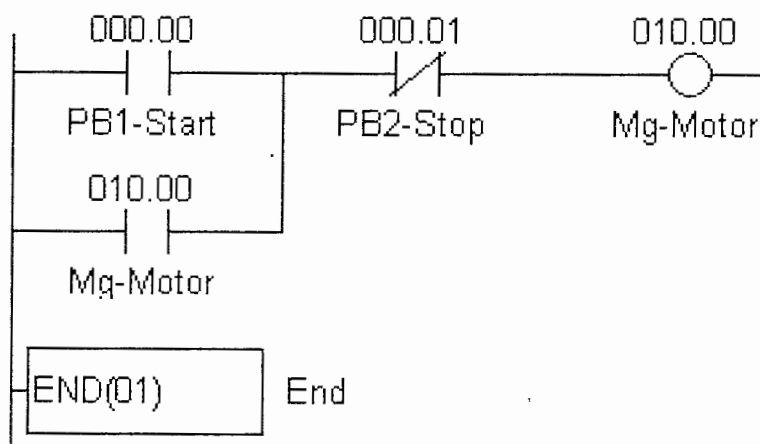 000.00 000.01 010.00
PB1-Start PB2-Stop Mg-Motor
010.00
Mg-Motor
END(01) End